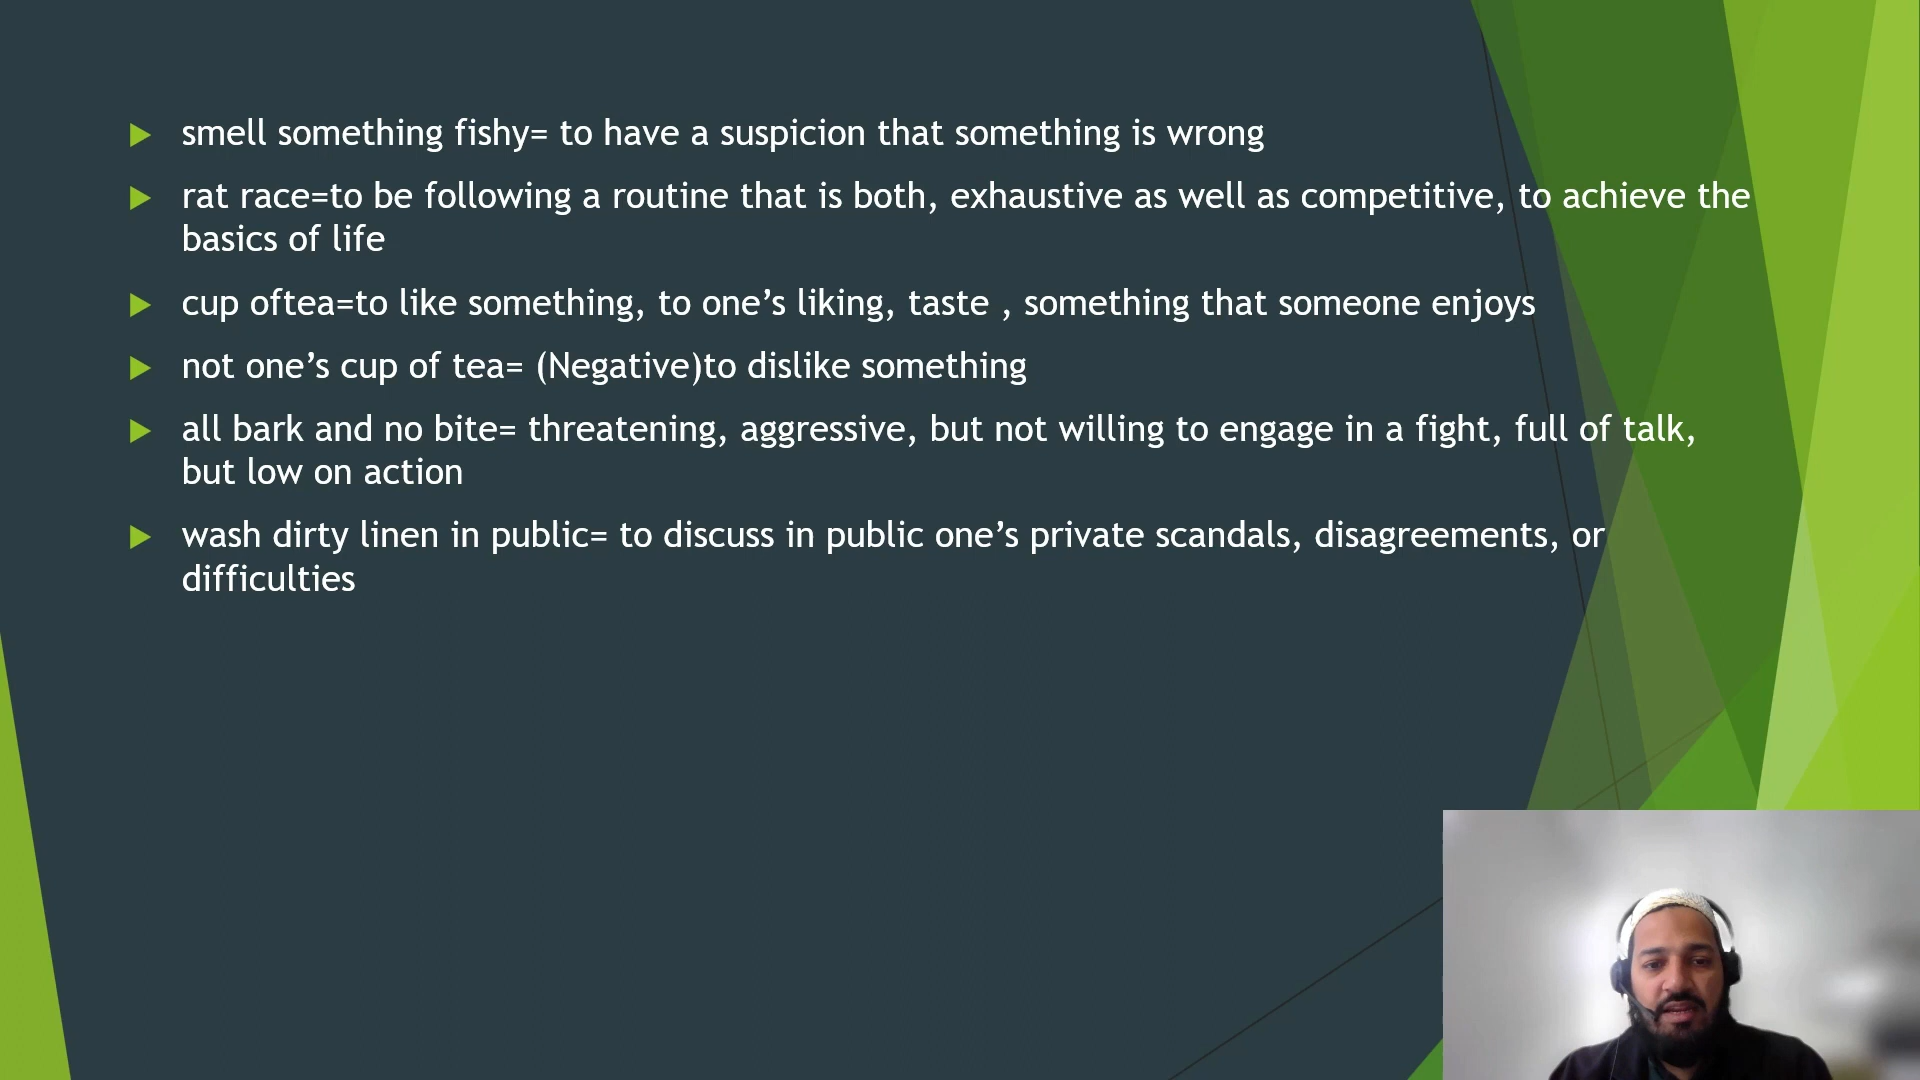 smell something fishy= to have a suspicion that something is wrong
rat race=to be following a routine that is both, exhaustive as well as competitive, to achieve the
basics of life
cup oftea=to like something, to one’s liking, taste , something that someone enjoys
not one’s cup of tea= (Negative)to dislike something
all bark and no bite= threatening, aggressive, but not willing to engage in a fight, full of talk,
but low on action
wash dirty linen in public= to discuss in public one’s private scandals, disagreements, or
difficulties